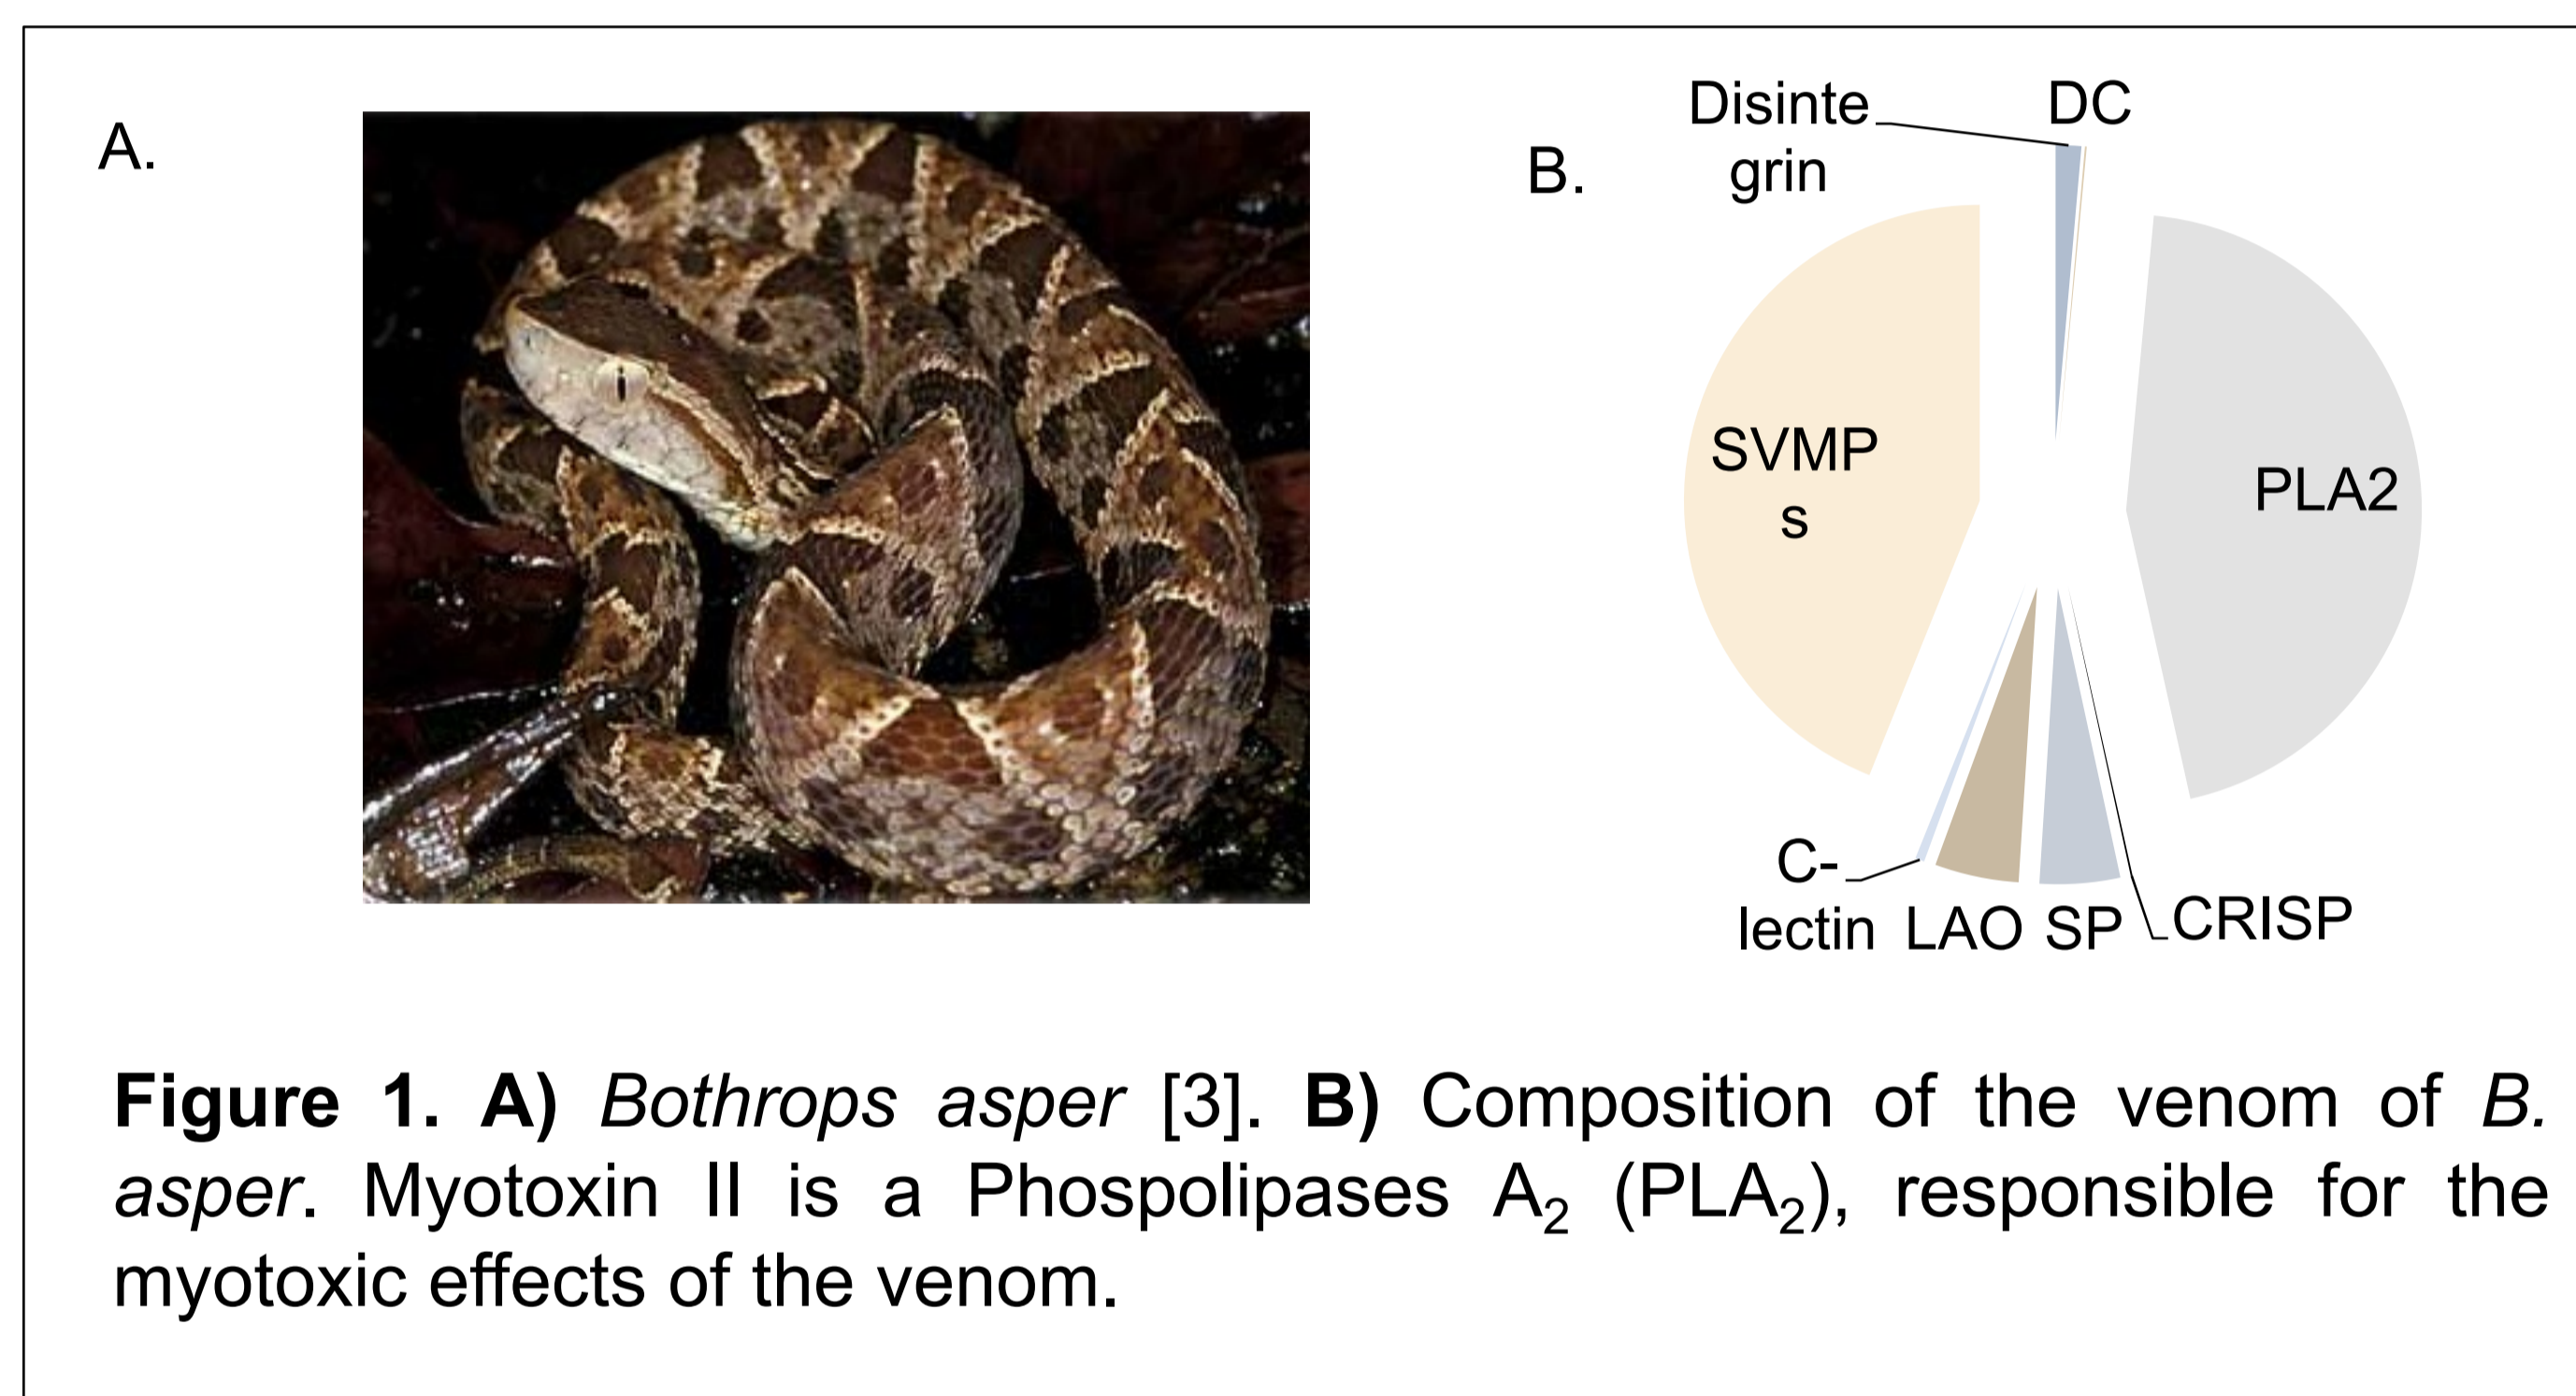 A.
B.
Disinte
grin
DC
SVMP
s
PLA2
C-
lectin
LAO
SP
CRISP
Figure 1. A) Bothrops asper [3]. B) Composition of the venom of B.
asper. Myotoxin II is a Phospolipases A2 (PLA2), responsible for the
myotoxic effects of the venom.